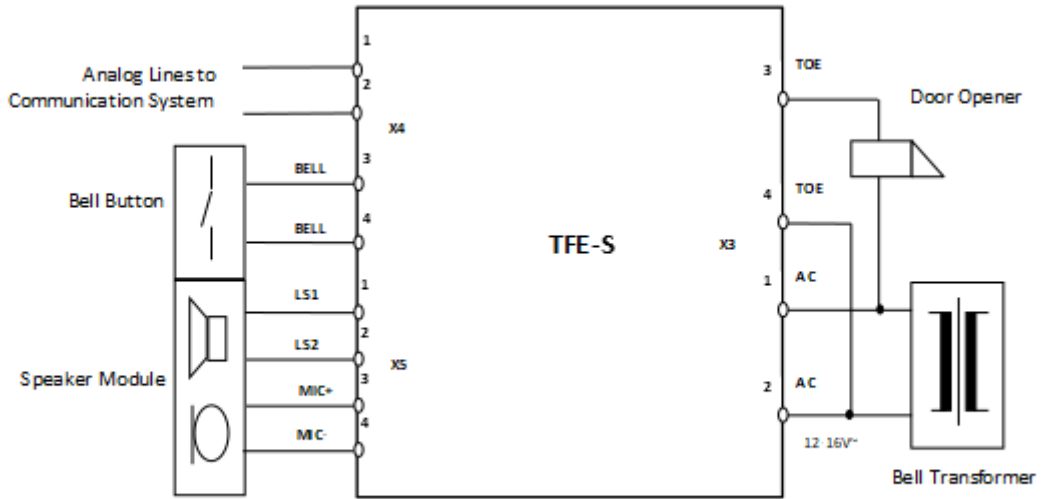 Analog Lines to
Communication System
1
2
X4
3
BELL
4
BELL
Bell Button
1
LS1
2
LS2
X5
3
MIC+
4
MIC-
Speaker Module
TFE-S
3 TOE
Door Opener
4 TOE
X3
1 AC
2 AC
12 16V~
Bell Transformer